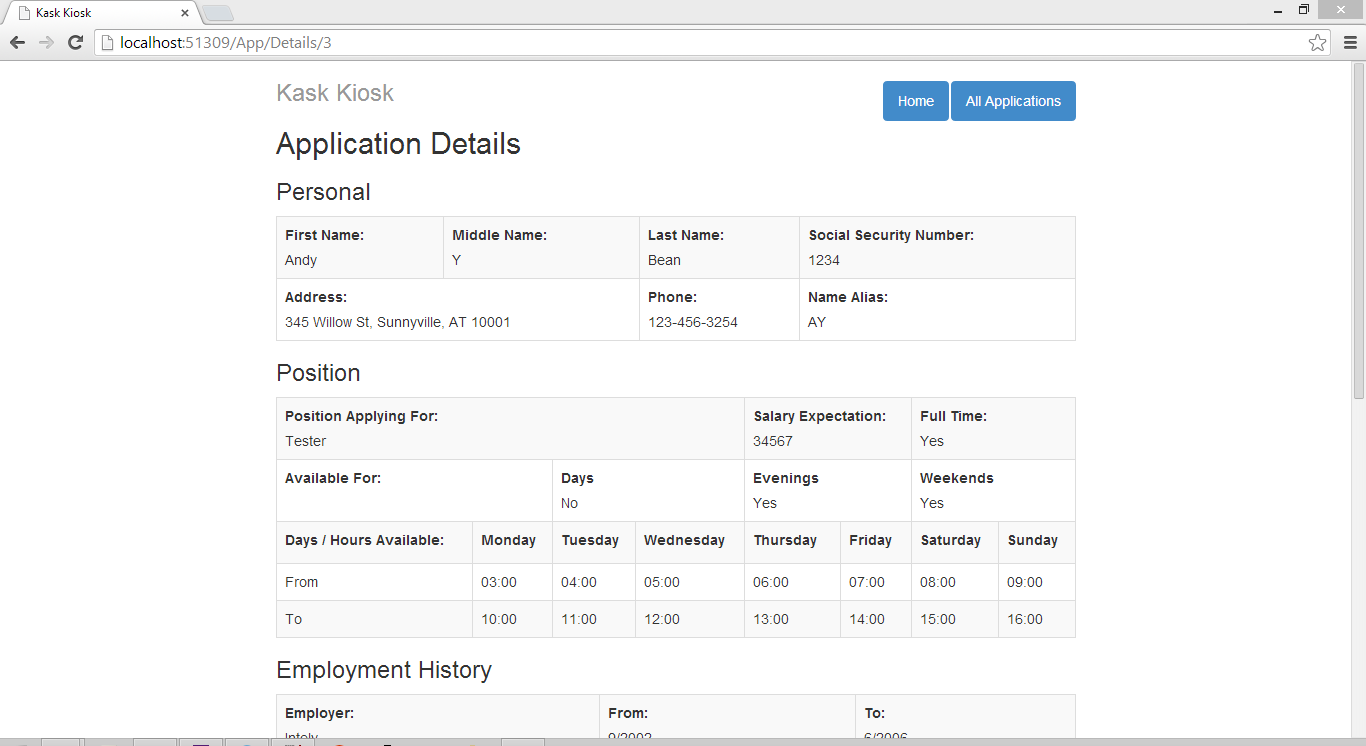 Kask Kiosk
localhost:51309/App/Details/3
Kask Kiosk
Home All Applications
Application Details
Personal
First Name: Middle Name: Last Name: Social Security Number:
Andy Y Bean 1234
Address: Phone: Name Alias:
345 Willow St, Sunnyville, AT 10001 123-456-3254 AY
Position
Position Applying For: Salary Expectation: Full Time:
Tester 34567 Yes
Available For: Days Evenings Weekends
No Yes Yes
Days / Hours Available: Monday Tuesday Wednesday Thursday Friday Saturday Sunday
From 03:00 04:00 05:00 06:00 07:00 08:00 09:00
To 10:00 11:00 12:00 13:00 14:00 15:00 16:00
Employment History
Employer: From: To:
9/2002 6/2006